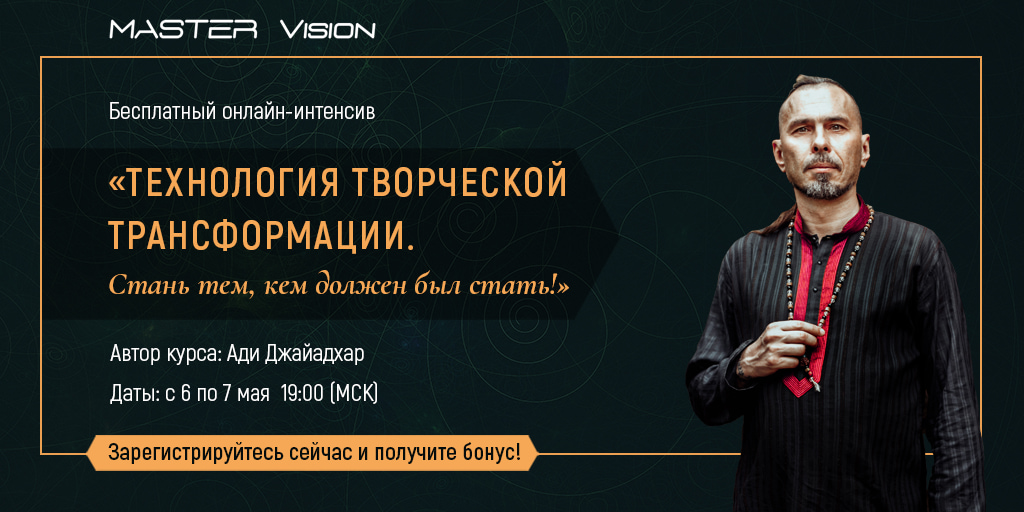 MASTER VISION
Бесплатный онлайн-интенсив
«ТЕХНОЛОГИЯ ТВОРЧЕСКОЙ
ТРАНСФОРМАЦИИ.
Стань тем, кем должен был стать!»
Автор курса: Ади Джайадхар
Даты: с 6 по 7 мая 19:00 (МСК)
Зарегистрируйтесь сейчас и получите бонус!